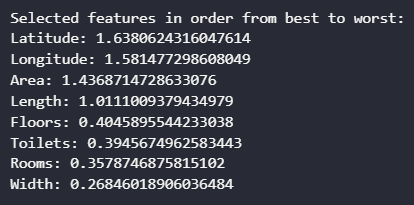 Selected features in order from best to worst:
Latitude: 1.6380624316047614
Longitude: 1.581477298608049
Area: 1.4368714728633076
Length: 1.0111009379434979
Floors: 0.4045895544233038
Toilets: 0.3945674962583443
Rooms: 0.3578746875815102
Width: 0.26846018906036484